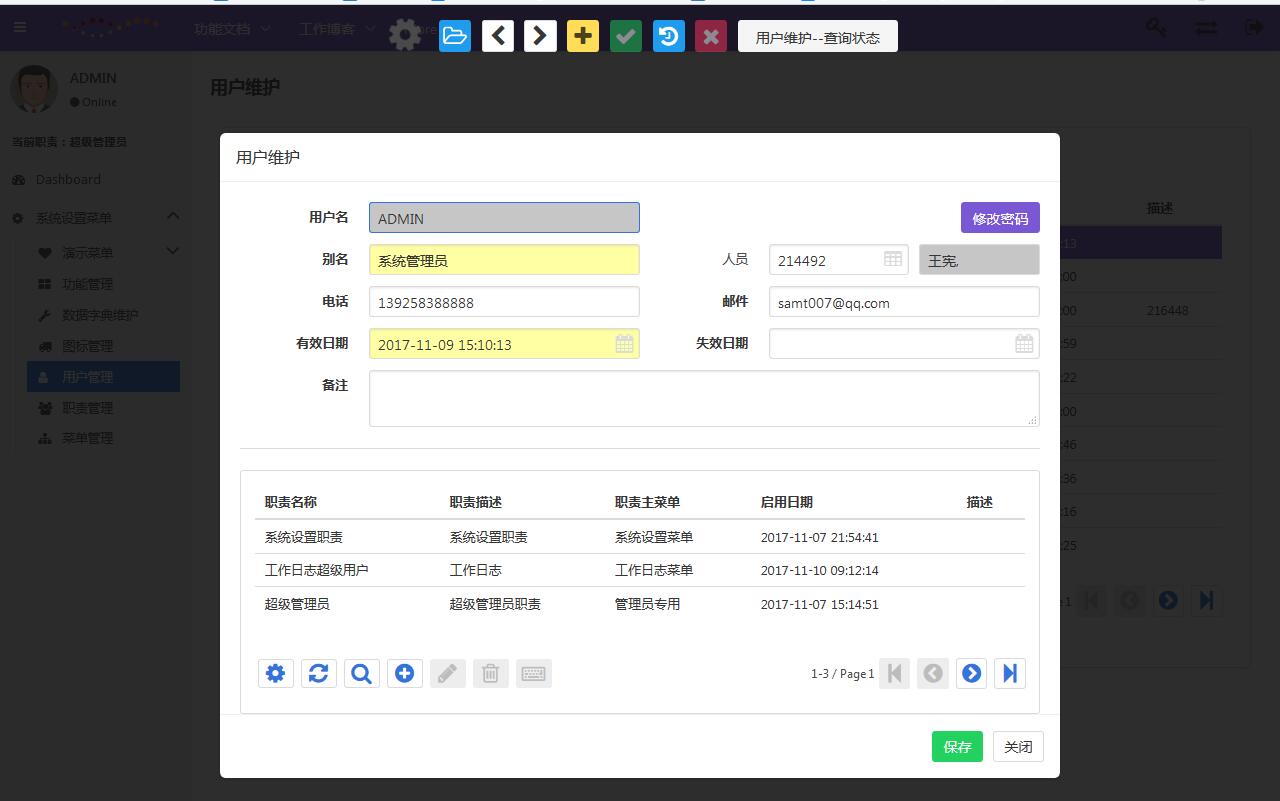 功能文档
工作博客
用户维护--查询状态
ADMIN
Online
当前职责：超级管理员
Dashboard
系统设置菜单
演示菜单
功能管理
数据字典维护
图标管理
用户管理
职责管理
菜单管理
用户维护
描述
:13
:00
:00 216448
:59
:22
:00
:46
:36
:16
:25
用户维护
用户名 ADMIN 修改密码
别名 系统管理员 人员 214492 王宪,
电话 139258388888 邮件 samt007@qq.com
有效日期 2017-11-09 15:10:13 失效日期
备注
职责名称 职责描述 职责主菜单 启用日期 描述
系统设置职责 系统设置职责 系统设置菜单 2017-11-07 21:54:41
工作日志超级用户 工作日志 工作日志菜单 2017-11-10 09:12:14
超级管理员 超级管理员职责 管理员专用 2017-11-07 15:14:51
1-3 / Page 1
保存 关闭